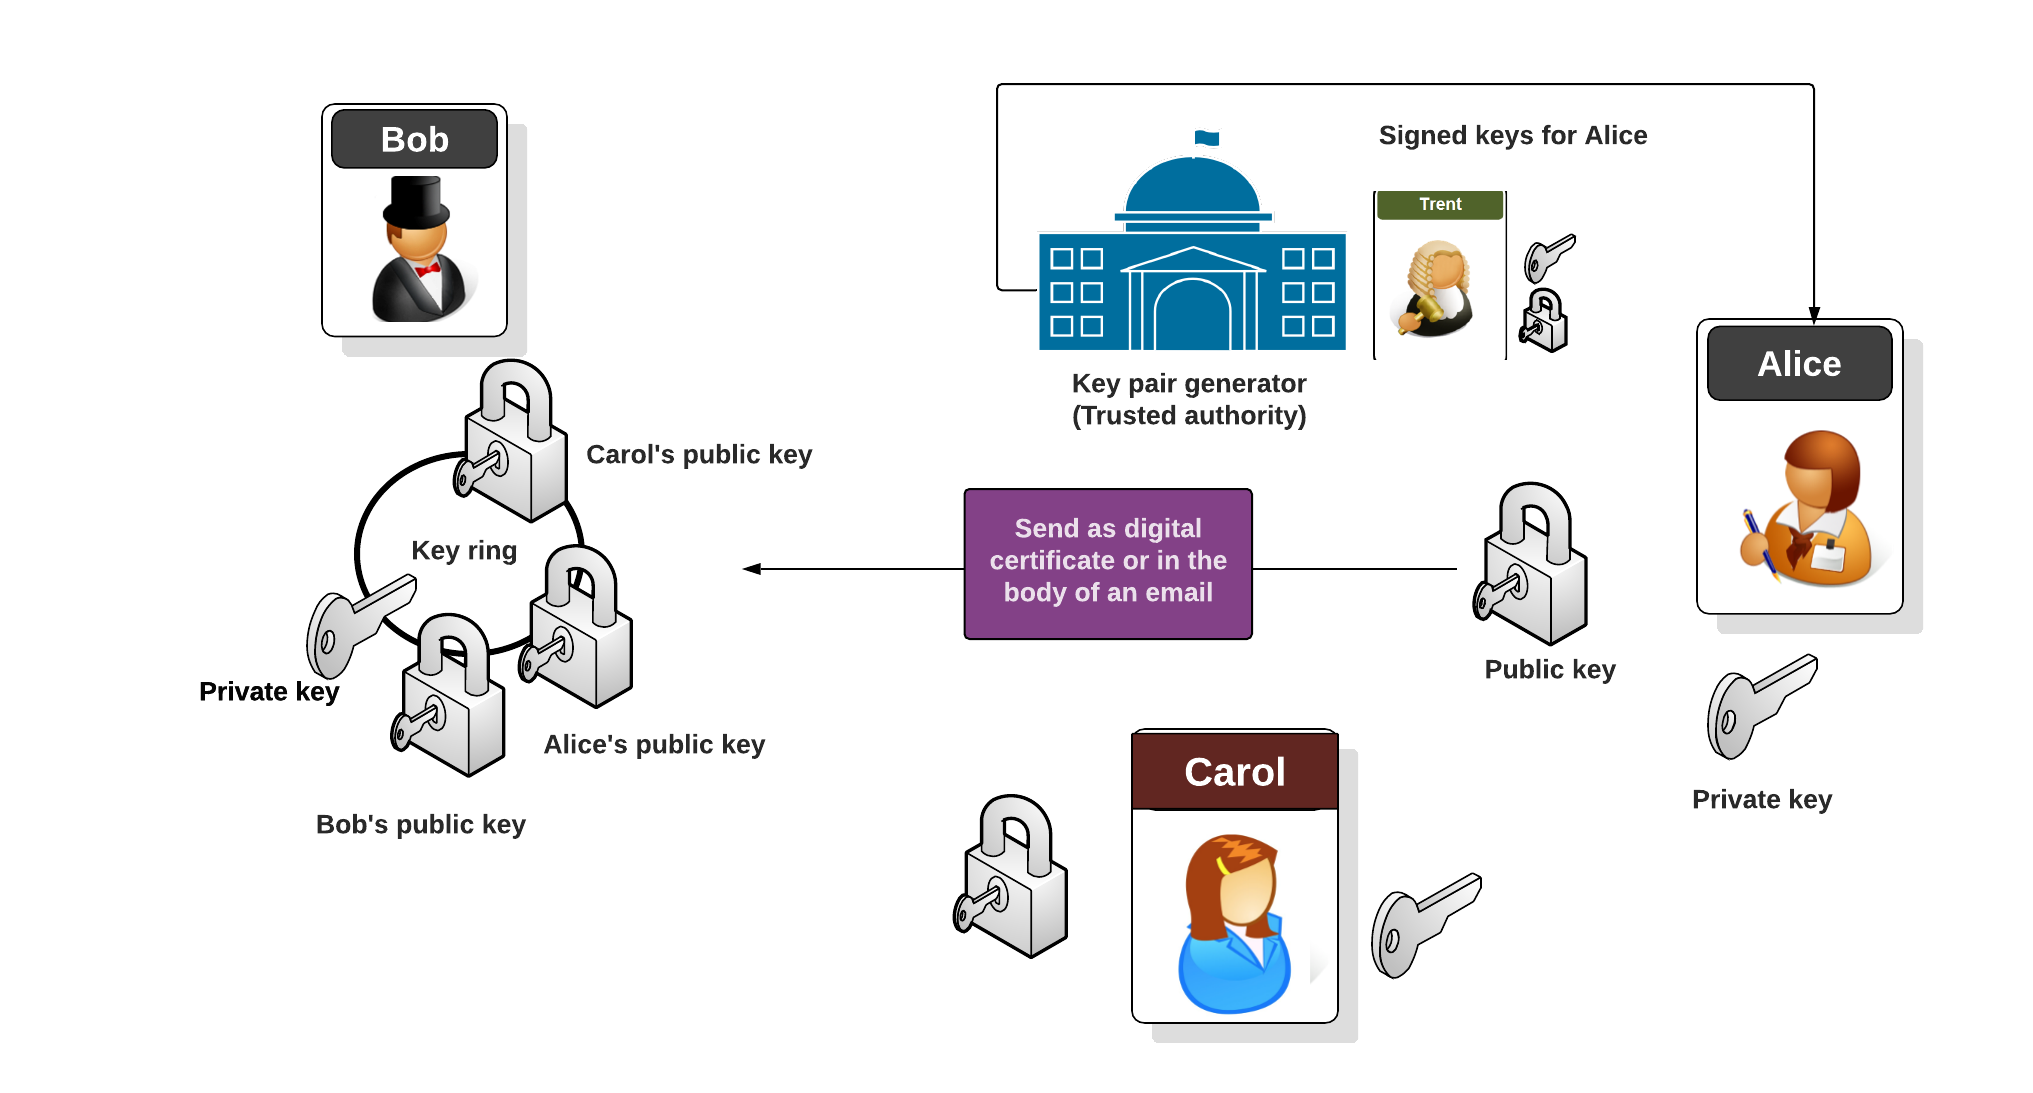 Bob
Signed keys for Alice
Trent
Key pair generator
(Trusted authority)
Alice
Carol's public key
Key ring
Send as digital
certificate or in the
body of an email
Private key
Public key
Alice's public key
Bob's public key
Carol
Private key